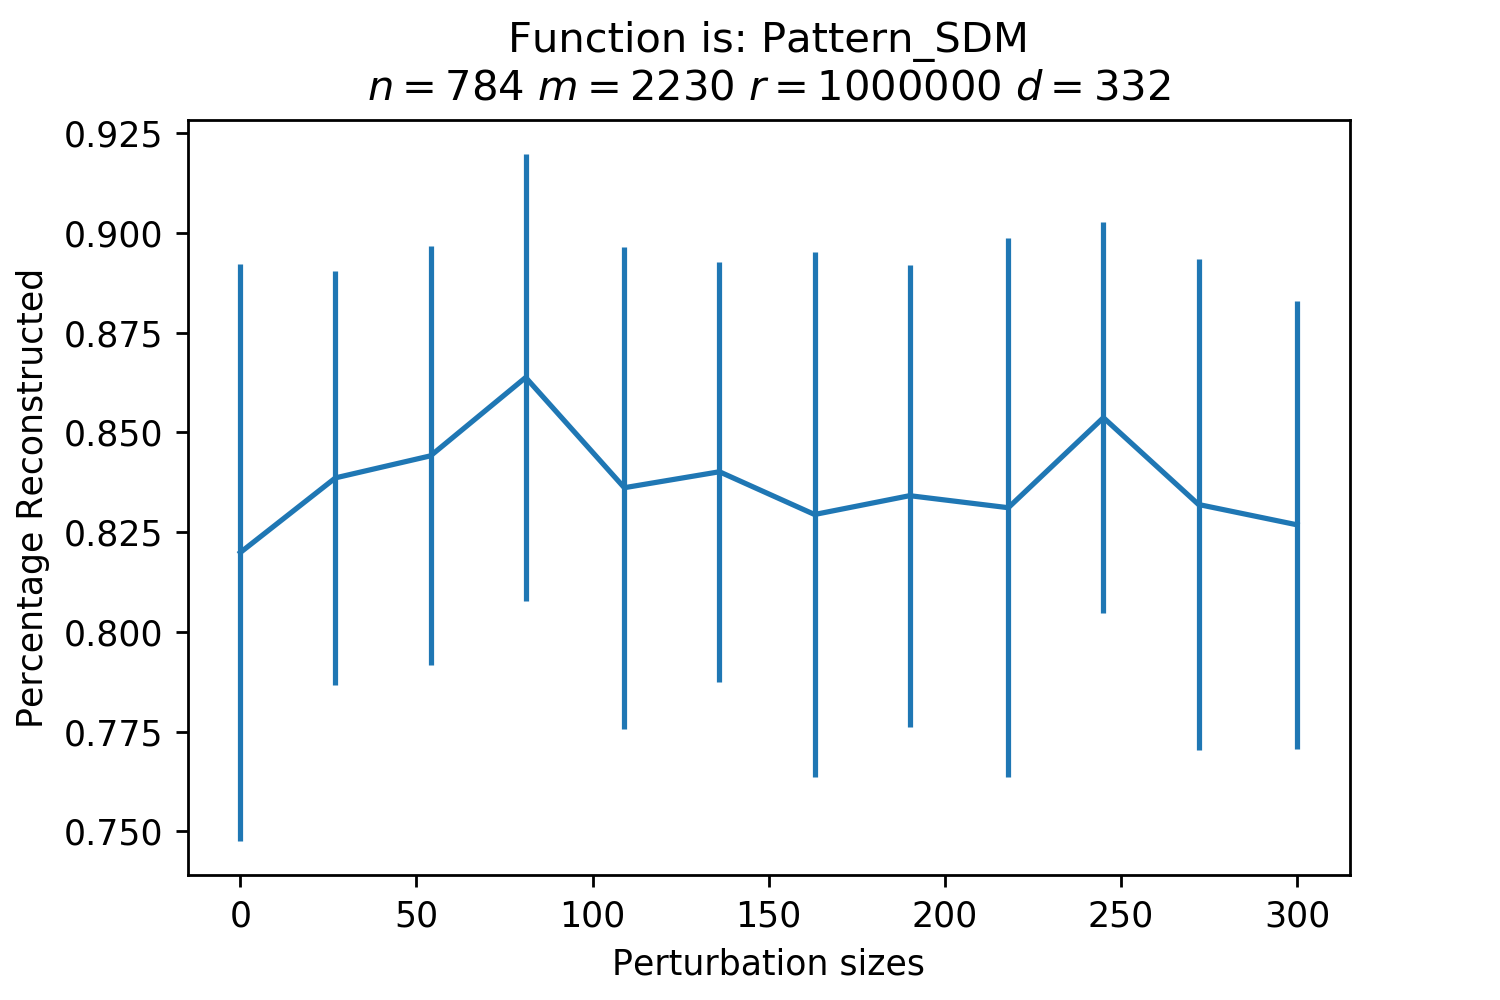 Function is: Pattern_SDM
n = 784 m = 2230 r = 1000000 d = 332
0.925
0.900
0.875
0.850
0.825
0.800
0.775
0.750
Percentage Reconstructed
0 50 100 150 200 250 300
Perturbation sizes